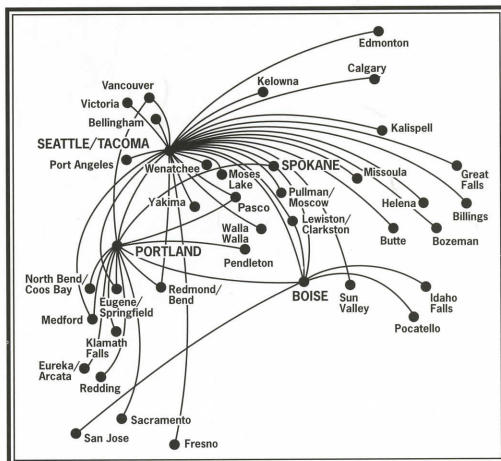 Edmonton
Calgary
Vancouver
Kelowna
Victoria
Bellingham
Kalispell
SEATTLE/TACOMA
Port Angeles
Wenatchee
Moses
Lake
SPOKANE
Missoula
Great
Falls
Pullman/
Moscow
Yakima
Pasco
Helena
Billings
Lewiston/
Clarkston
Walla
Walla
Butte
Bozeman
PORTLAND
Pendleton
North Bend/
Coos Bay
Eugene/
Springfield
Redmond/
Bend
BOISE
Sun
Valley
Idaho
Falls
Medford
Klamath
Falls
Pocatello
Eureka/
Arcata
Redding
Sacramento
San Jose
Fresno